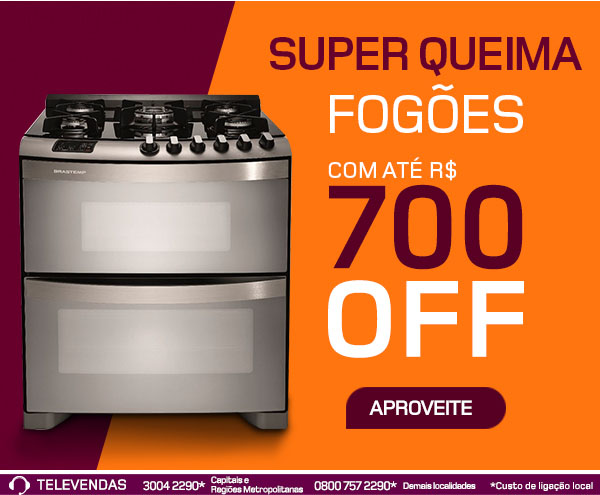 SUPER QUEIMA
FOGÕES
COM ATÉ R$
700
OFF
BRASTEMP
APROVEITE
TELEVENDAS 3004 2290* Capitais e Regiões Metropolitanas 0800 757 2290* Demais localidades *Custo de ligação local